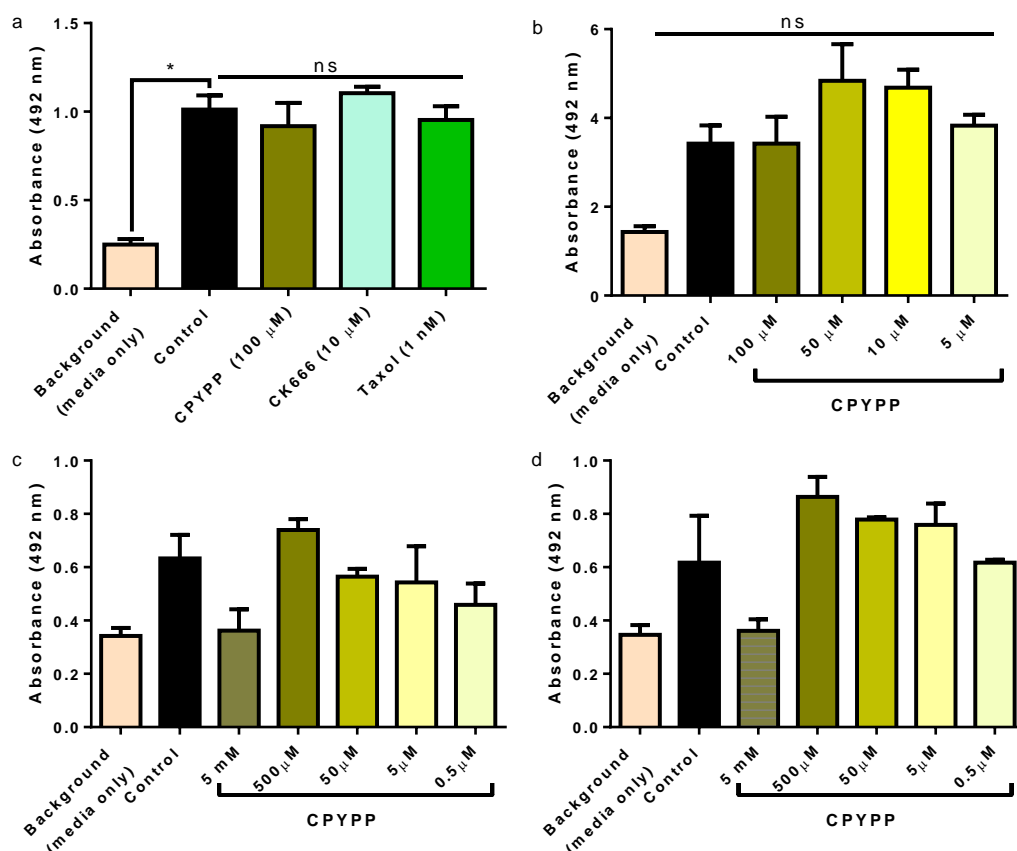 a
1.5
1.0
0.5
0.0
Absorbance (492 nm)
*
ns
Background
(media only)
Control
CPYPP (100 μM)
CK666 (10 μM)
Taxol (1 nM)
b
6
4
2
0
Absorbance (492 nm)
ns
Background
(media only)
Control
100 μM
50 μM
10 μM
5 μM
CPYPP
c
1.0
0.8
0.6
0.4
0.2
0.0
Absorbance (492 nm)
Background
(media only)
Control
5 mM
500μM
50μM
5μM
0.5μM
CPYPP
d
1.0
0.8
0.6
0.4
0.2
0.0
Absorbance (492 nm)
Background
(media only)
Control
5 mM
500μM
50μM
5μM
0.5μM
CPYPP